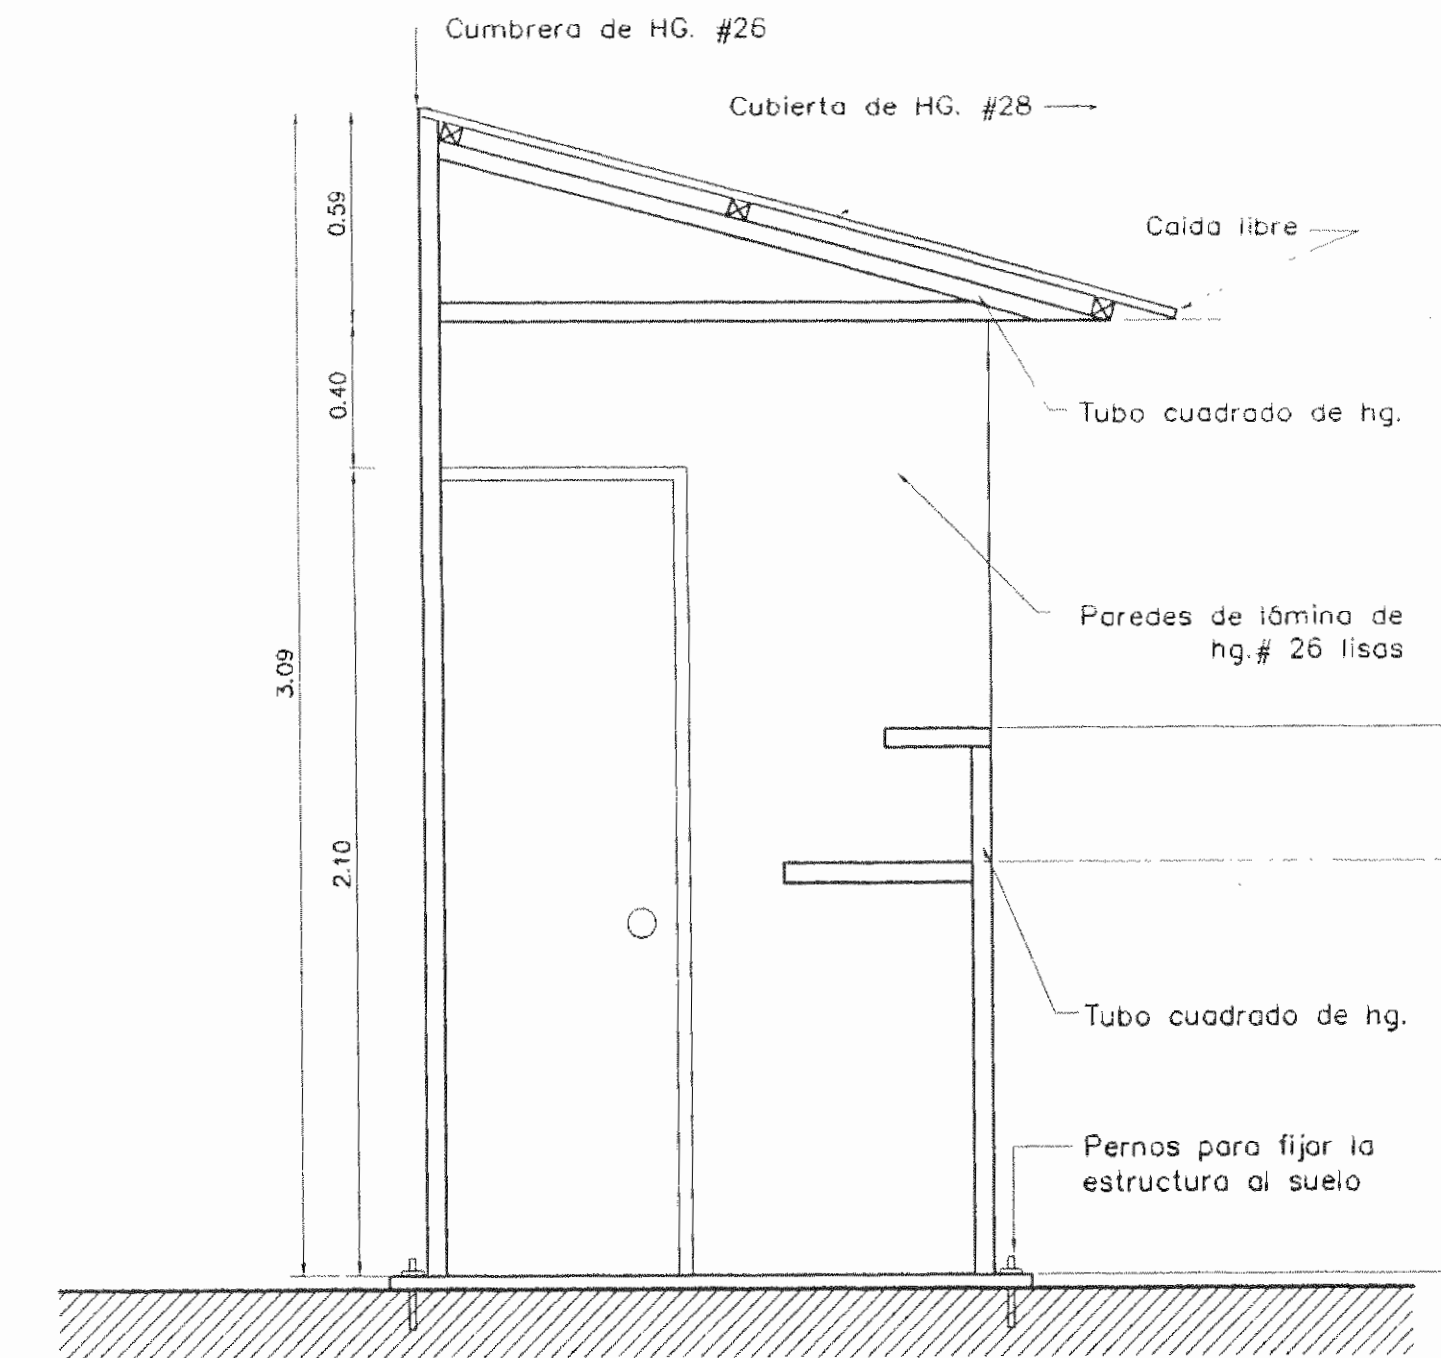 Cumbrera de HG. #26
Cubierta de HG. #28
Caida libre
0.59
0.40
Tubo cuadrado de hg.
Paredes de lámina de
hg.# 26 lisas
3.09
2.10
Tubo cuadrado de hg.
Pernos para fijar la
estructura al suelo